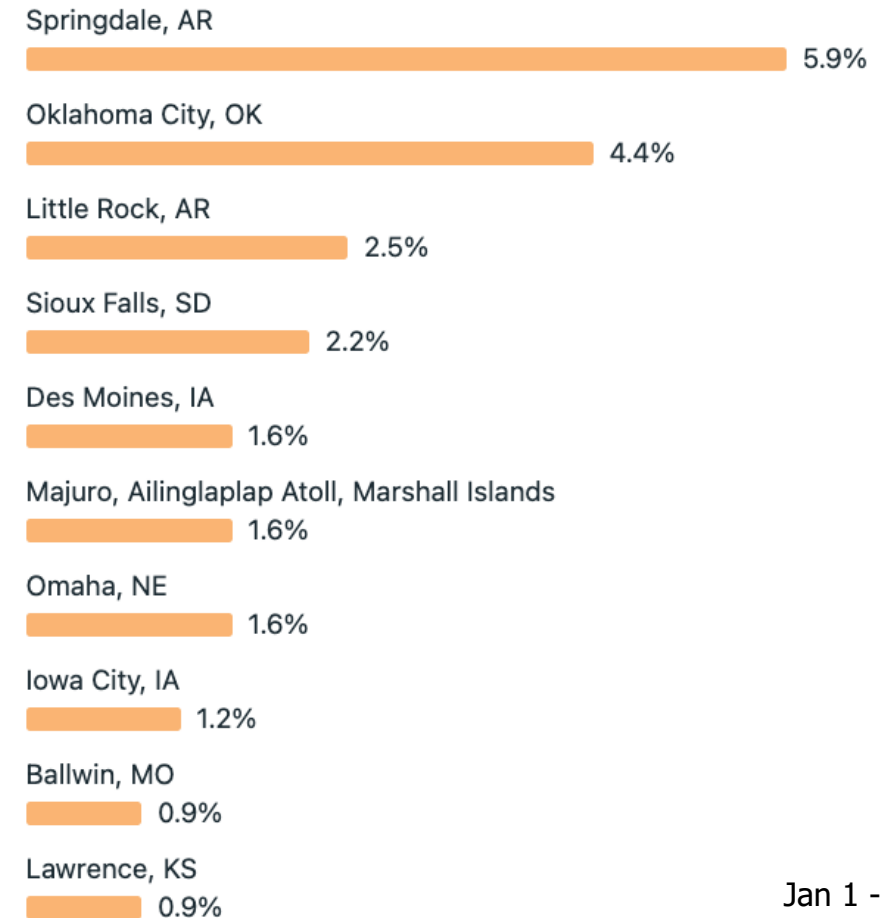 Springdale, AR
5.9%
Oklahoma City, OK
4.4%
Little Rock, AR
2.5%
Sioux Falls, SD
2.2%
Des Moines, IA
1.6%
Majuro, Ailinglaplap Atoll, Marshall Islands
1.6%
Omaha, NE
1.6%
Iowa City, IA
1.2%
Ballwin, MO
0.9%
Lawrence, KS
0.9%
Jan 1 -